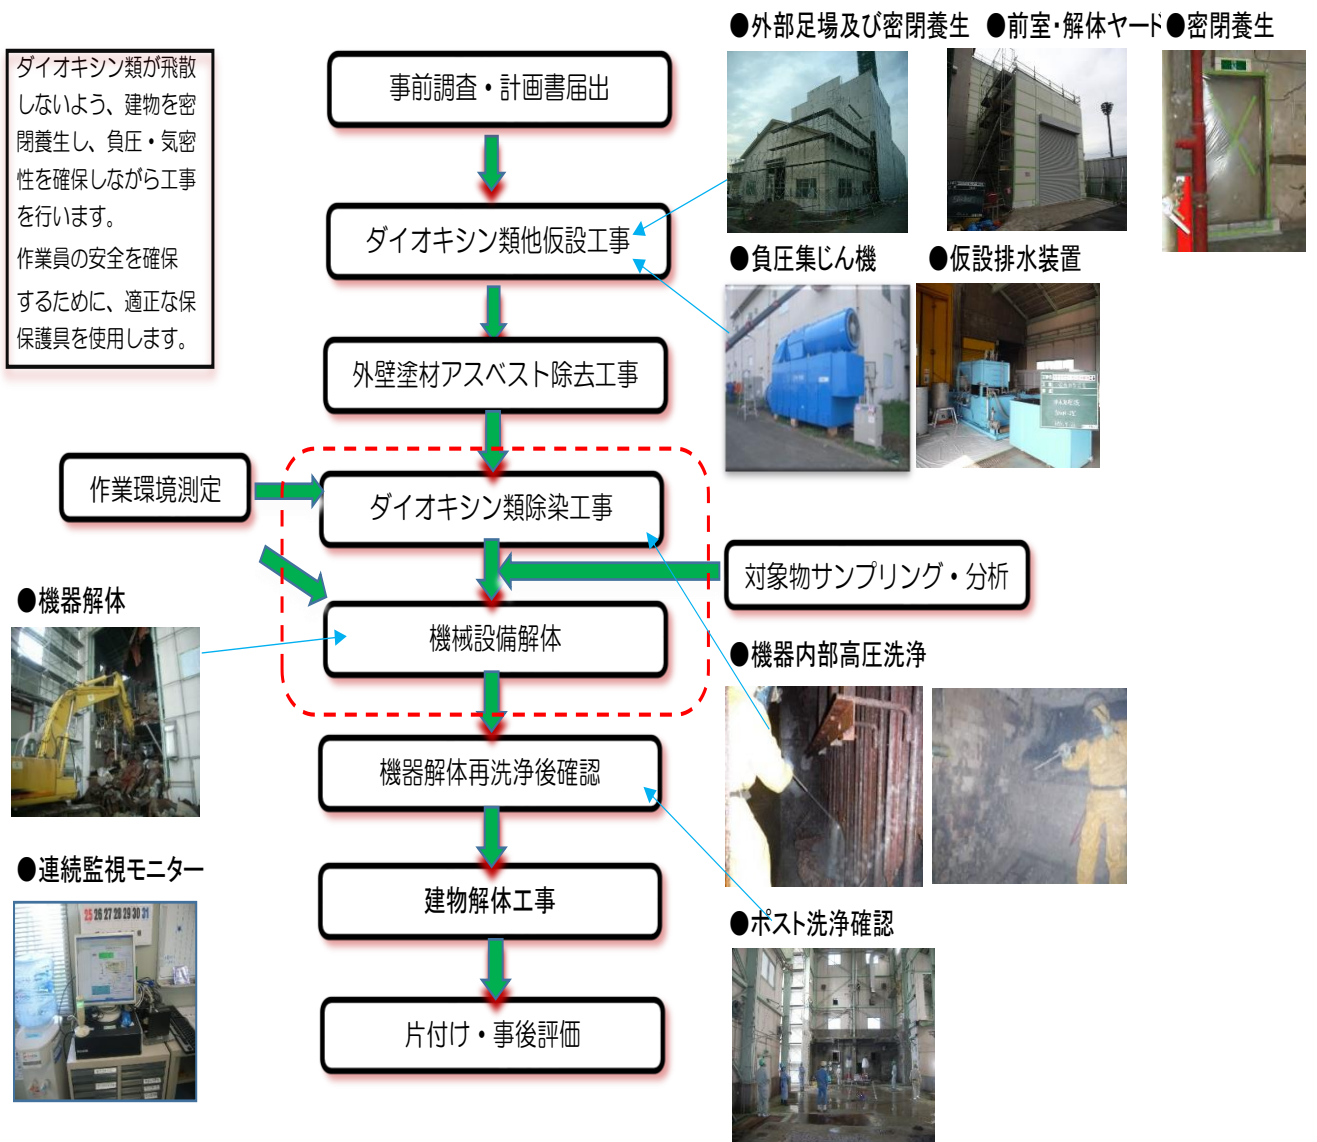 ●外部足場及び密閉養生
●前室・解体ヤード
●密閉養生
ダイオキシン類が飛散
しないよう、建物を密
閉養生し、負圧・気密
性を確保しながら工事
を行います。
作業員の安全を確保
するために、適正な保
保護具を使用します。
事前調査・計画書届出
ダイオキシン類他仮設工事
●負圧集じん機
●仮設排水装置
外壁塗材アスベスト除去工事
作業環境測定
ダイオキシン類除染工事
対象物サンプリング・分析
●機器解体
機械設備解体
●機器内部高圧洗浄
機器解体再洗浄後確認
●連続監視モニター
25 26 27 28 29 30 31
建物解体工事
●ポスト洗浄確認
片付け・事後評価